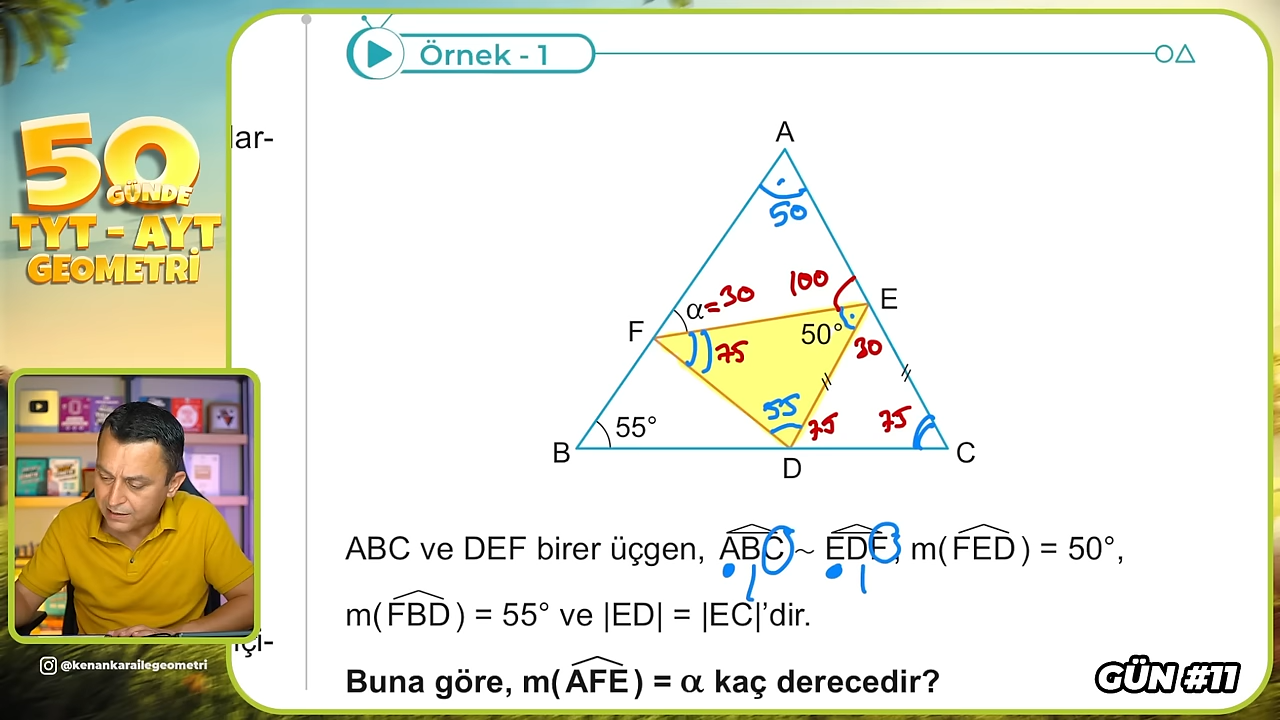 50
GÜNDE
TYT - AYT
GEOMETRİ
lar-
Örnek - 1
A
50
α=30
100
E
F
75
50°
30
55
75
75
55°
B
D
C
ABC ve DEF birer üçgen, ABC ~ EDF, m(FED) = 50°,
m(FBD) = 55° ve |ED| = |EC|'dir.
Buna göre, m(AFE) = α kaç derecedir?
@kenankarailegeometri
GÜN #11